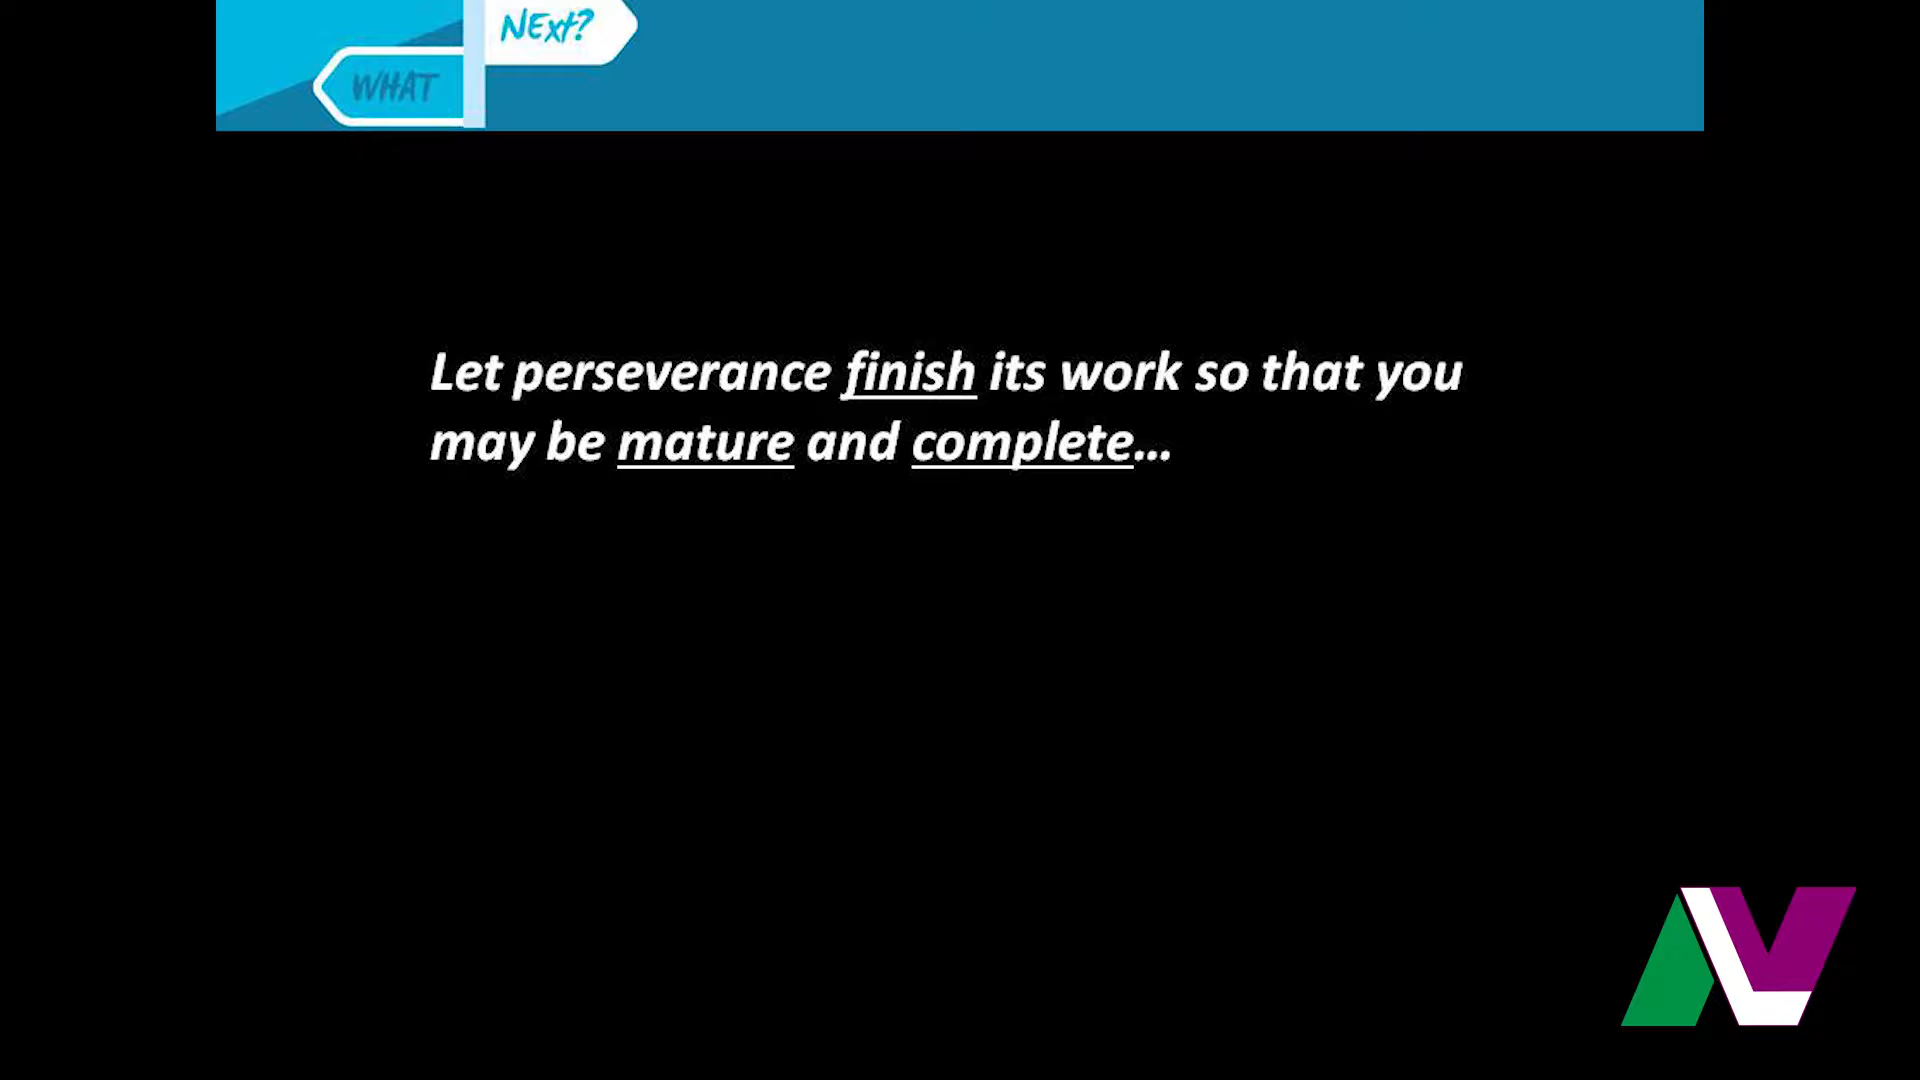 NExt?
WHAT
Let perseverance finish its work so that you
may be mature and complete...